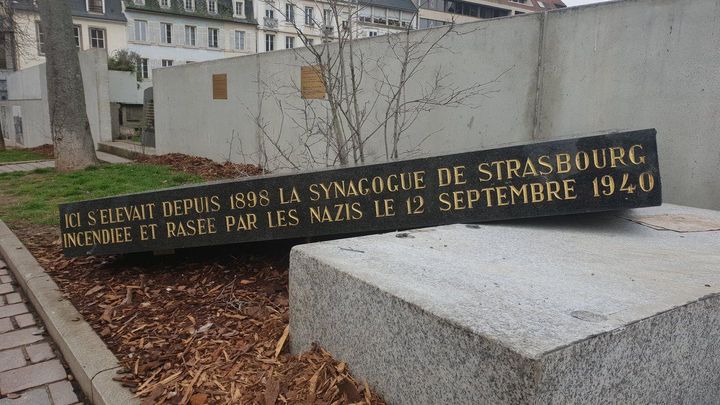 ICI S'ELEVAIT DEPUIS 1898 LA SYNAGOGUE DE STRASBOURG
INCENDIEE ET RASEE PAR LES NAZIS LE 12 SEPTEMBRE 1940